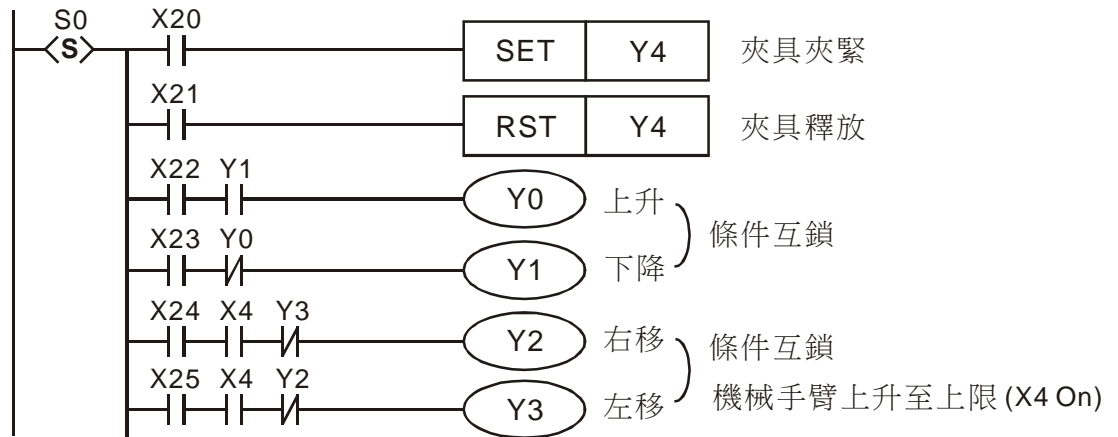 S0
S
X20
SET Y4 夾具夾緊
X21
RST Y4 夾具釋放
X22 Y1
Y0 上升
條件互鎖
X23 Y0
Y1 下降
X24 X4 Y3
Y2 右移
條件互鎖
機械手臂上升至上限 (X4 On)
X25 X4 Y2
Y3 左移